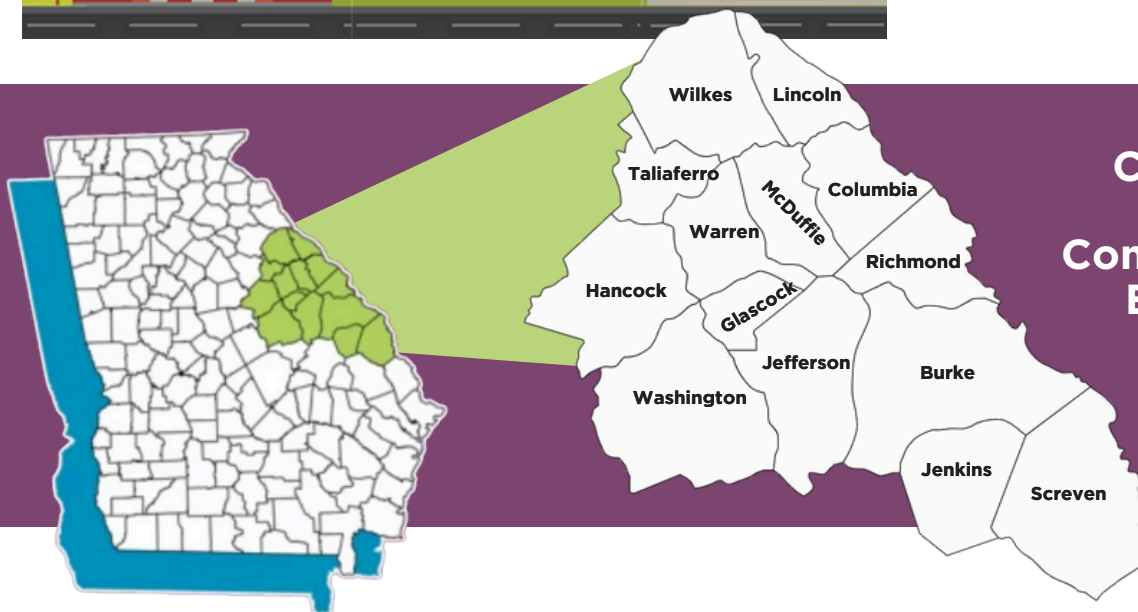 Wilkes
Lincoln
Taliaferro
McDuffie
Columbia
Warren
Richmond
Hancock
Glascock
Jefferson
Burke
Washington
Jenkins
Screven